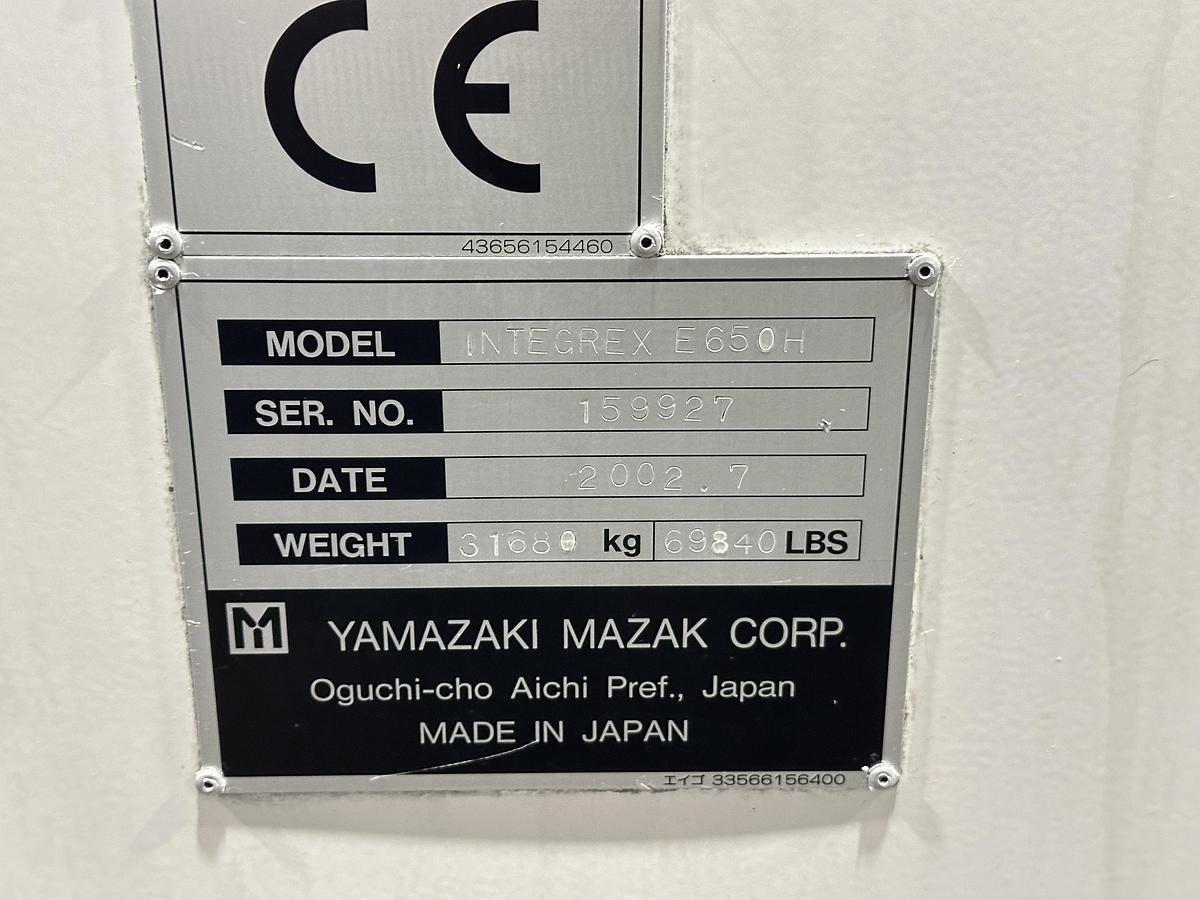 CE
43656154460
MODEL INTEGREX E650H
SER. NO. 159927
DATE 2002.7
WEIGHT 31680 kg 69840 LBS
M YAMAZAKI MAZAK CORP.
Oguchi-cho Aichi Pref., Japan
MADE IN JAPAN
エイゴ 33566156400